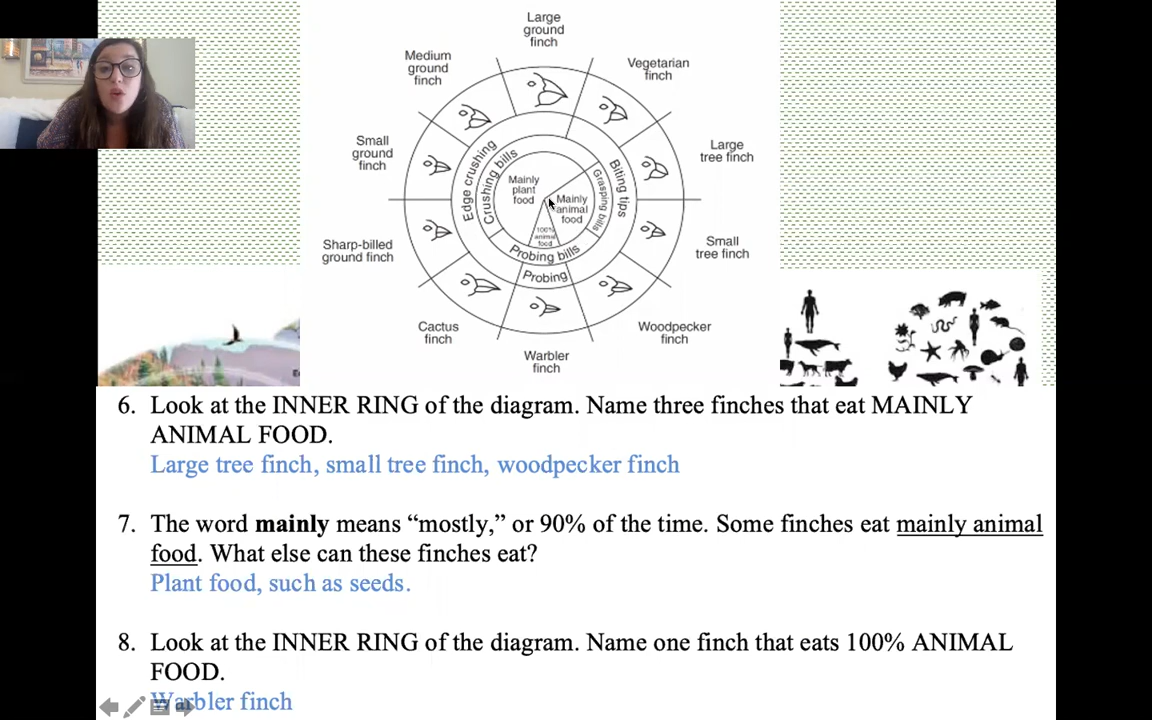 Large
ground
finch
Medium
ground
finch
Vegetarian
finch
Small
ground
finch
Large
tree finch
Edge crushing
Crushing bills
Biting tips
Grasping bills
Mainly
plant
food
Mainly
animal
food
100%
animal
food
Probing bills
Probing
Sharp-billed
ground finch
Small
tree finch
Cactus
finch
Woodpecker
finch
Warbler
finch
6. Look at the INNER RING of the diagram. Name three finches that eat MAINLY
ANIMAL FOOD.
Large tree finch, small tree finch, woodpecker finch
7. The word mainly means “mostly,” or 90% of the time. Some finches eat mainly animal
food. What else can these finches eat?
Plant food, such as seeds.
8. Look at the INNER RING of the diagram. Name one finch that eats 100% ANIMAL
FOOD.
Warbler finch